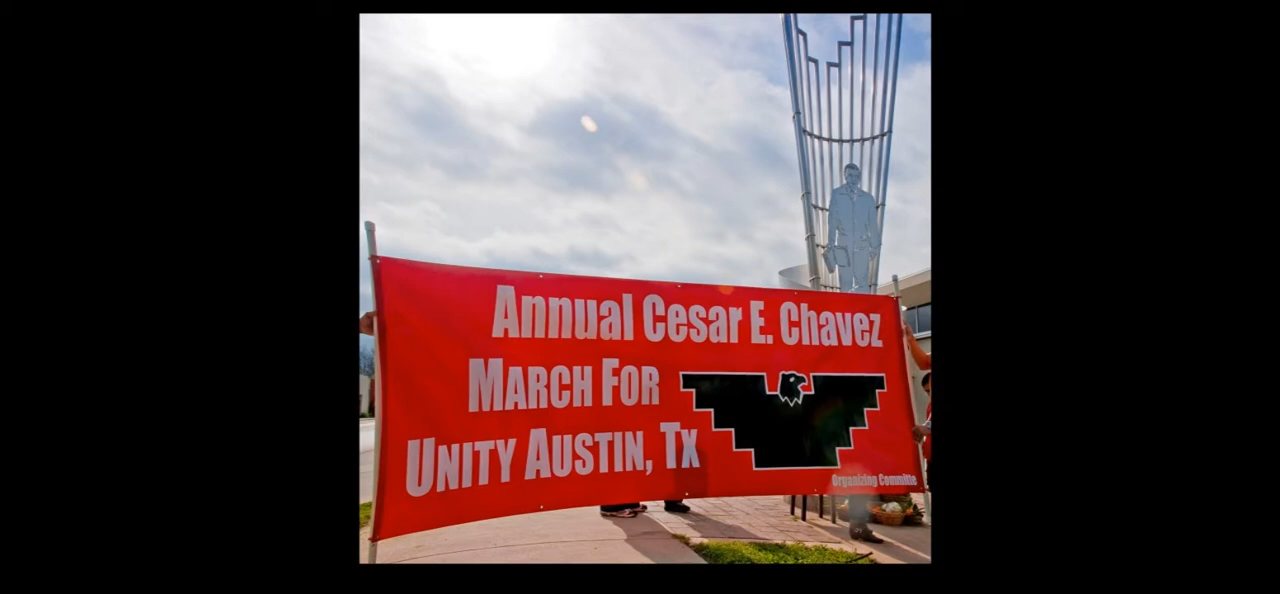 Annual Cesar E. Chavez
March For
Unity Austin, Tx
Organizing Committe